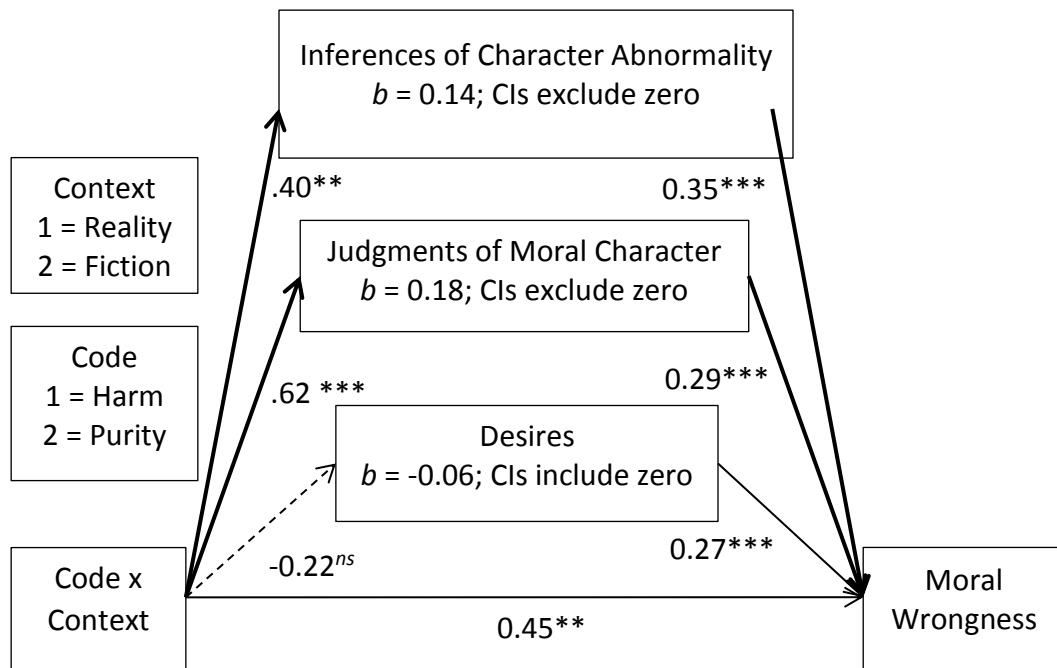 Inferences of Character Abnormality
b = 0.14; CIs exclude zero
Context
1 = Reality
2 = Fiction
.40**
0.35***
Judgments of Moral Character
b = 0.18; CIs exclude zero
Code
1 = Harm
2 = Purity
.62 ***
0.29***
Desires
b = -0.06; CIs include zero
-0.22ns
0.27***
Code x
Context
0.45**
Moral
Wrongness